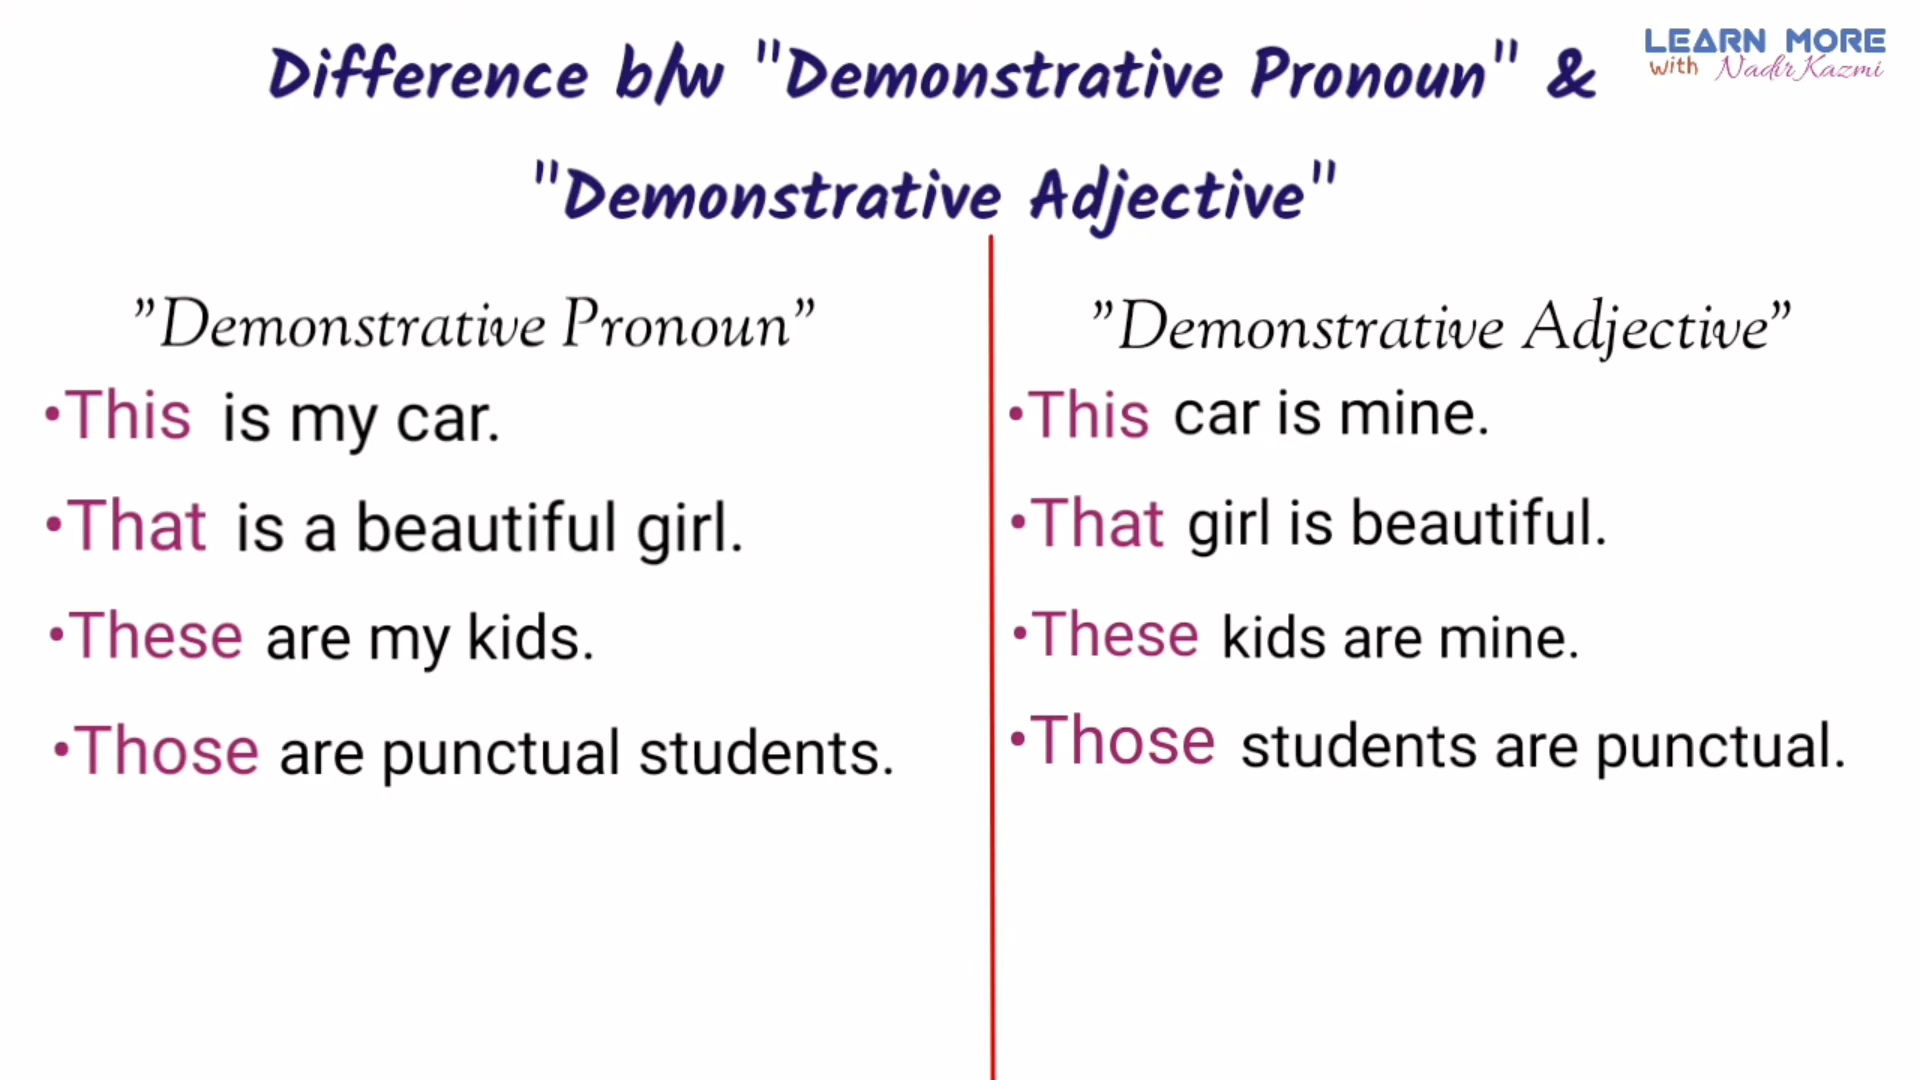 Difference b/w "Demonstrative Pronoun" &
"Demonstrative Adjective"
LEARN MORE
with Nadir Kazmi
”Demonstrative Pronoun”
•This is my car.
•That is a beautiful girl.
•These are my kids.
•Those are punctual students.
”Demonstrative Adjective”
•This car is mine.
•That girl is beautiful.
•These kids are mine.
•Those students are punctual.